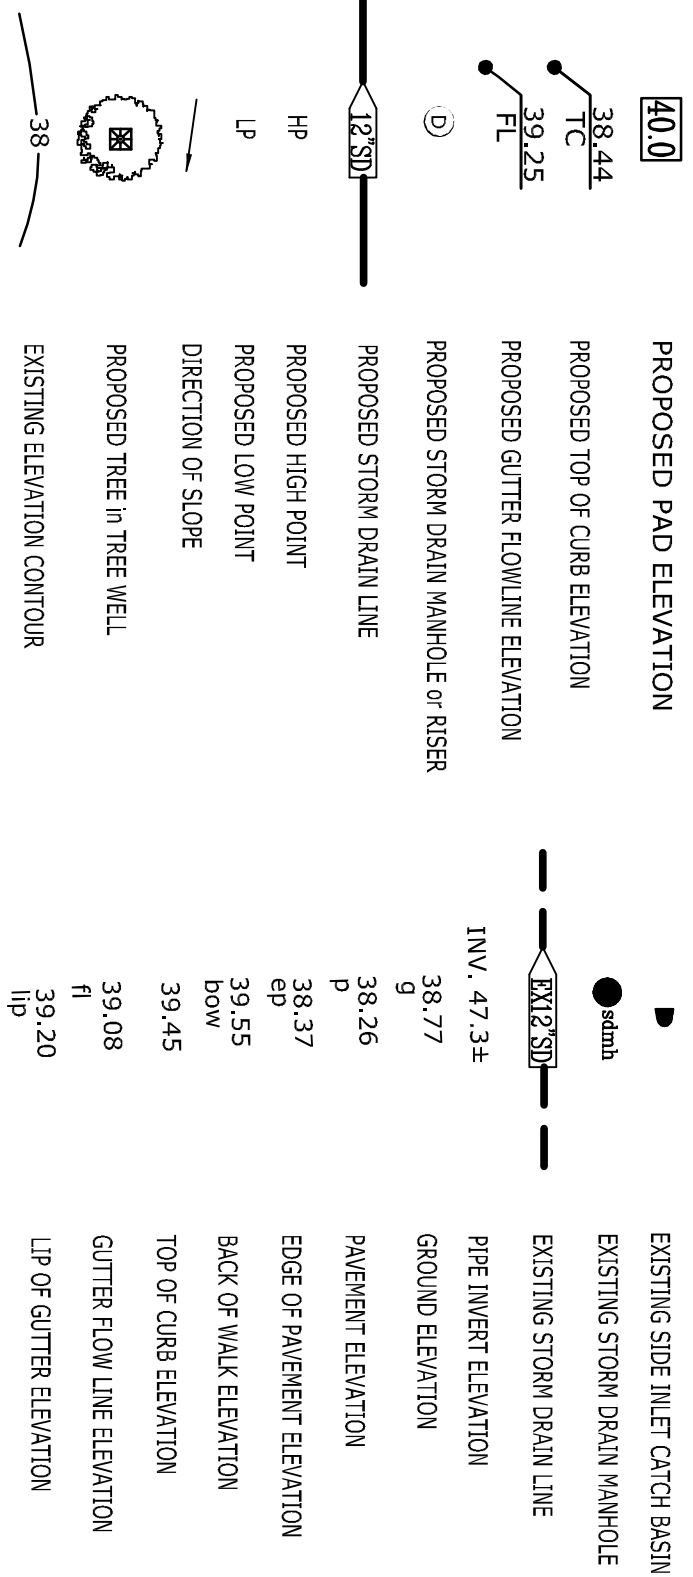 40.0
PROPOSED PAD ELEVATION
38.44
TC
PROPOSED TOP OF CURB ELEVATION
39.25
FL
PROPOSED GUTTER FLOWLINE ELEVATION
D
PROPOSED STORM DRAIN MANHOLE or RISER
12"SD
PROPOSED STORM DRAIN LINE
HP
PROPOSED HIGH POINT
LP
PROPOSED LOW POINT
DIRECTION OF SLOPE
PROPOSED TREE in TREE WELL
38
EXISTING ELEVATION CONTOUR
EXISTING SIDE INLET CATCH BASIN
sdmh
EXISTING STORM DRAIN MANHOLE
EX12"SD
EXISTING STORM DRAIN LINE
INV. 47.3±
PIPE INVERT ELEVATION
38.77
g
GROUND ELEVATION
38.26
p
PAVEMENT ELEVATION
38.37
ep
EDGE OF PAVEMENT ELEVATION
39.55
bow
BACK OF WALK ELEVATION
39.45
TOP OF CURB ELEVATION
39.08
fl
GUTTER FLOW LINE ELEVATION
39.20
lip
LIP OF GUTTER ELEVATION